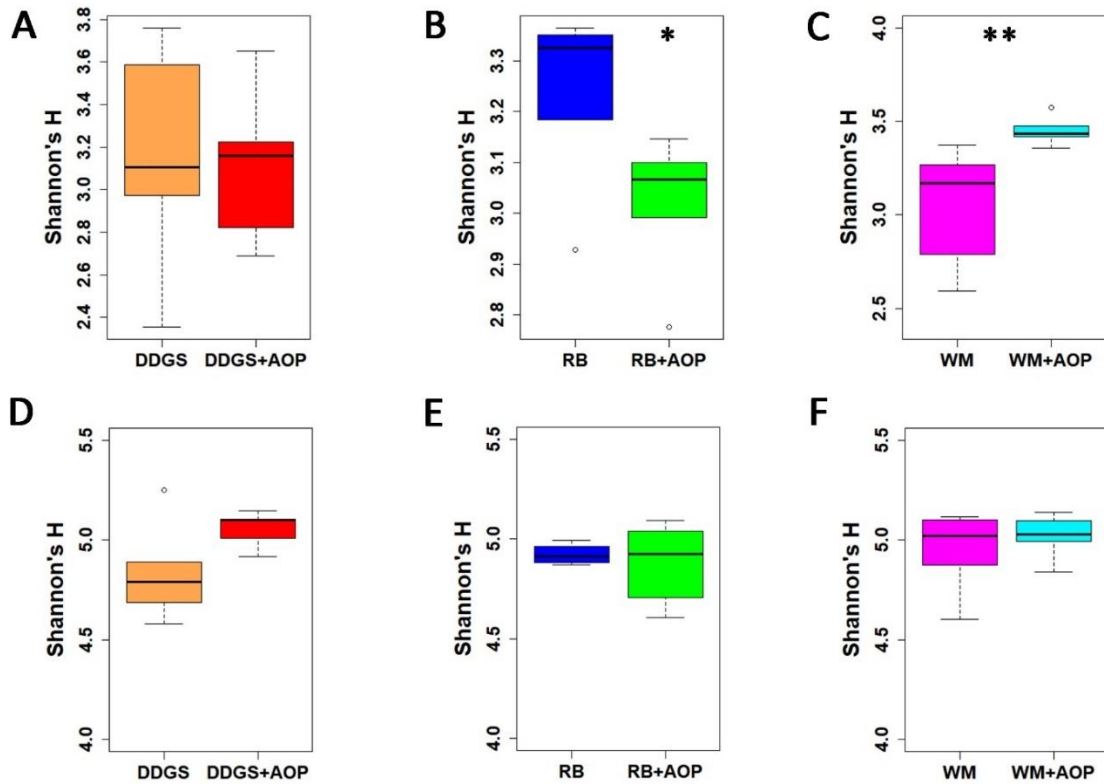 A
Shannon's H
3.8
3.6
3.4
3.2
3.0
2.8
2.6
2.4
DDGS DDGS+AOP
B
*
Shannon's H
3.3
3.2
3.1
3.0
2.9
2.8
RB RB+AOP
C
**
Shannon's H
4.0
3.5
3.0
2.5
WM WM+AOP
D
Shannon's H
5.5
5.0
4.5
4.0
DDGS DDGS+AOP
E
Shannon's H
5.5
5.0
4.5
4.0
RB RB+AOP
F
Shannon's H
5.5
5.0
4.5
4.0
WM WM+AOP